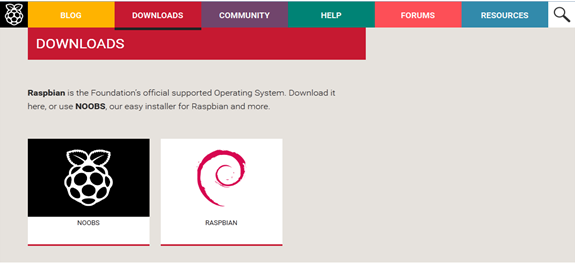 BLOG DOWNLOADS COMMUNITY HELP FORUMS RESOURCES
DOWNLOADS
Raspbian is the Foundation's official supported Operating System. Download it
here, or use NOOBS, our easy installer for Raspbian and more.
NOOBS RASPBIAN